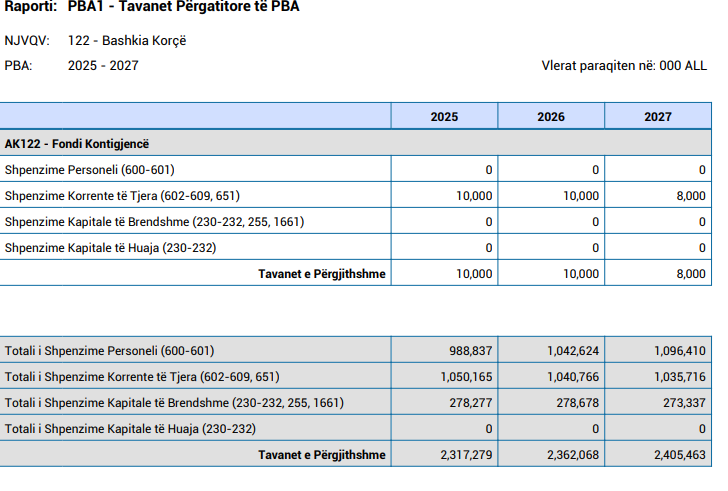 Raporti: PBA1 - Tavanet Përgatitore të PBA
NJVQV: 122 - Bashkia Korçë
PBA: 2025 - 2027 Vlerat paraqiten në: 000 ALL
2025 2026 2027
AK122 - Fondi Kontigjencë
Shpenzime Personeli (600-601) 0 0 0
Shpenzime Korrente të Tjera (602-609, 651) 10,000 10,000 8,000
Shpenzime Kapitale të Brendshme (230-232, 255, 1661) 0 0 0
Shpenzime Kapitale të Huaja (230-232) 0 0 0
Tavanet e Përgjithshme 10,000 10,000 8,000
Totali i Shpenzime Personeli (600-601) 988,837 1,042,624 1,096,410
Totali i Shpenzime Korrente të Tjera (602-609, 651) 1,050,165 1,040,766 1,035,716
Totali i Shpenzime Kapitale të Brendshme (230-232, 255, 1661) 278,277 278,678 273,337
Totali i Shpenzime Kapitale të Huaja (230-232) 0 0 0
Tavanet e Përgjithshme 2,317,279 2,362,068 2,405,463